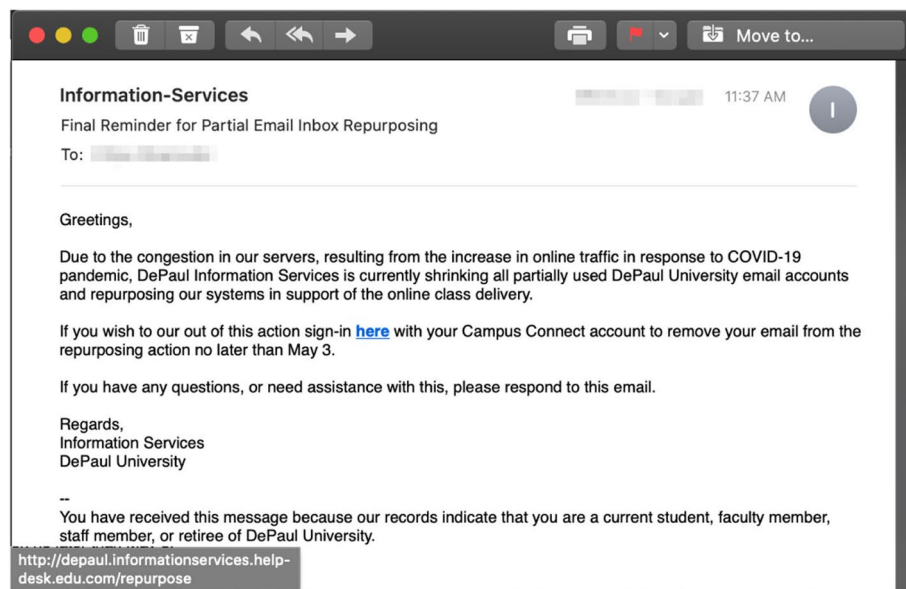 Move to...
Information-Services
11:37 AM
I
Final Reminder for Partial Email Inbox Repurposing
To:
Greetings,
Due to the congestion in our servers, resulting from the increase in online traffic in response to COVID-19
pandemic, DePaul Information Services is currently shrinking all partially used DePaul University email accounts
and repurposing our systems in support of the online class delivery.
If you wish to our out of this action sign-in here with your Campus Connect account to remove your email from the
repurposing action no later than May 3.
If you have any questions, or need assistance with this, please respond to this email.
Regards,
Information Services
DePaul University
--
You have received this message because our records indicate that you are a current student, faculty member,
staff member, or retiree of DePaul University.
http://depaul.informationservices.help-
desk.edu.com/repurpose